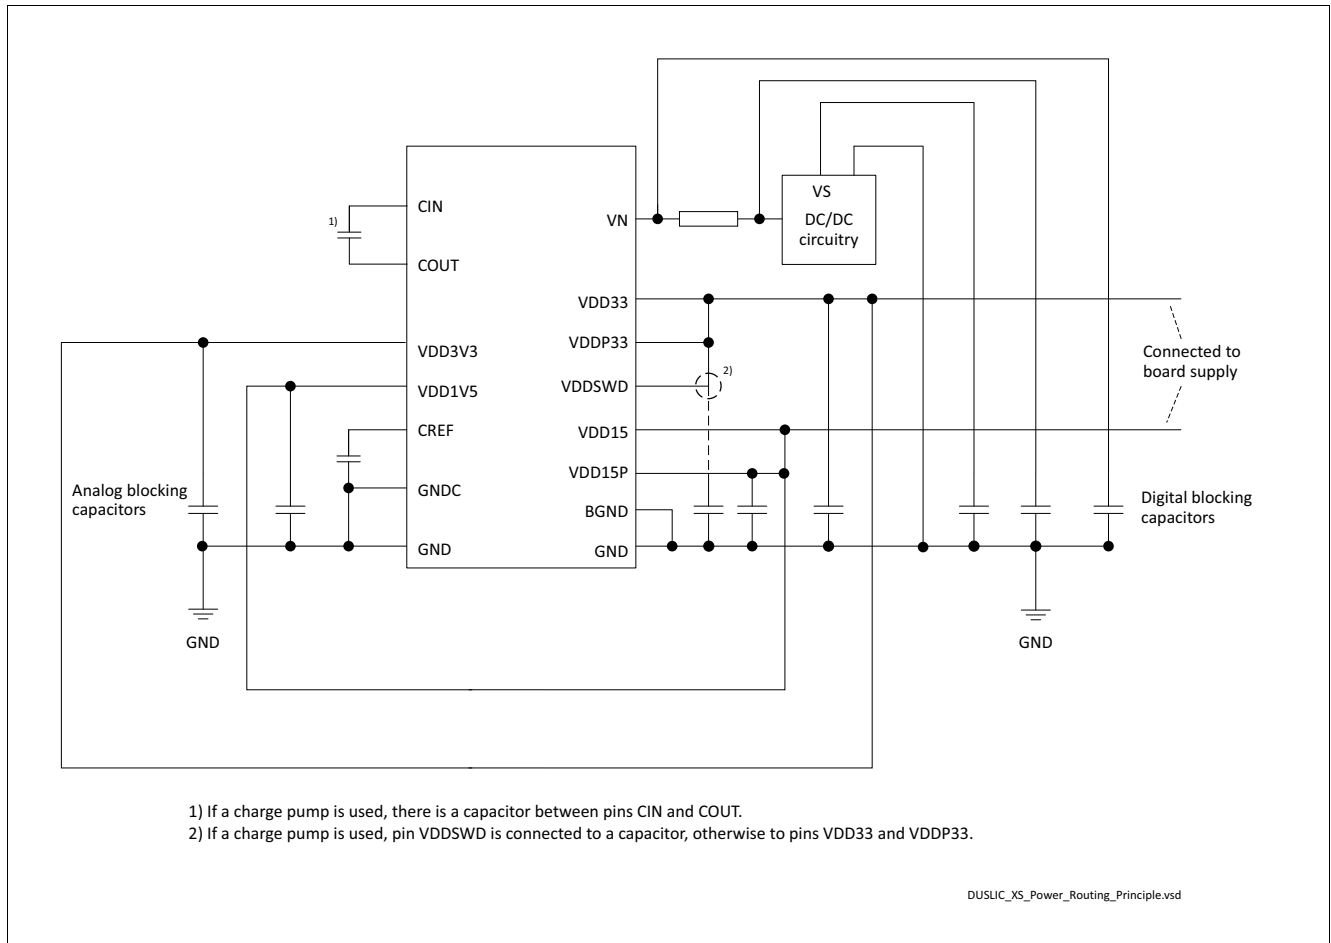 VS
DC/DC
circuitry
CIN
1)
VN
COUT
VDD33
VDD3V3
VDDP33
Connected to
board supply
2)
VDD1V5
VDDSWD
CREF
VDD15
VDD15P
Analog blocking
capacitors
GNDC
BGND
Digital blocking
capacitors
GND
GND
GND
GND
1) If a charge pump is used, there is a capacitor between pins CIN and COUT.
2) If a charge pump is used, pin VDDSWD is connected to a capacitor, otherwise to pins VDD33 and VDDP33.
DUSLIC_XS_Power_Routing_Principle.vsd